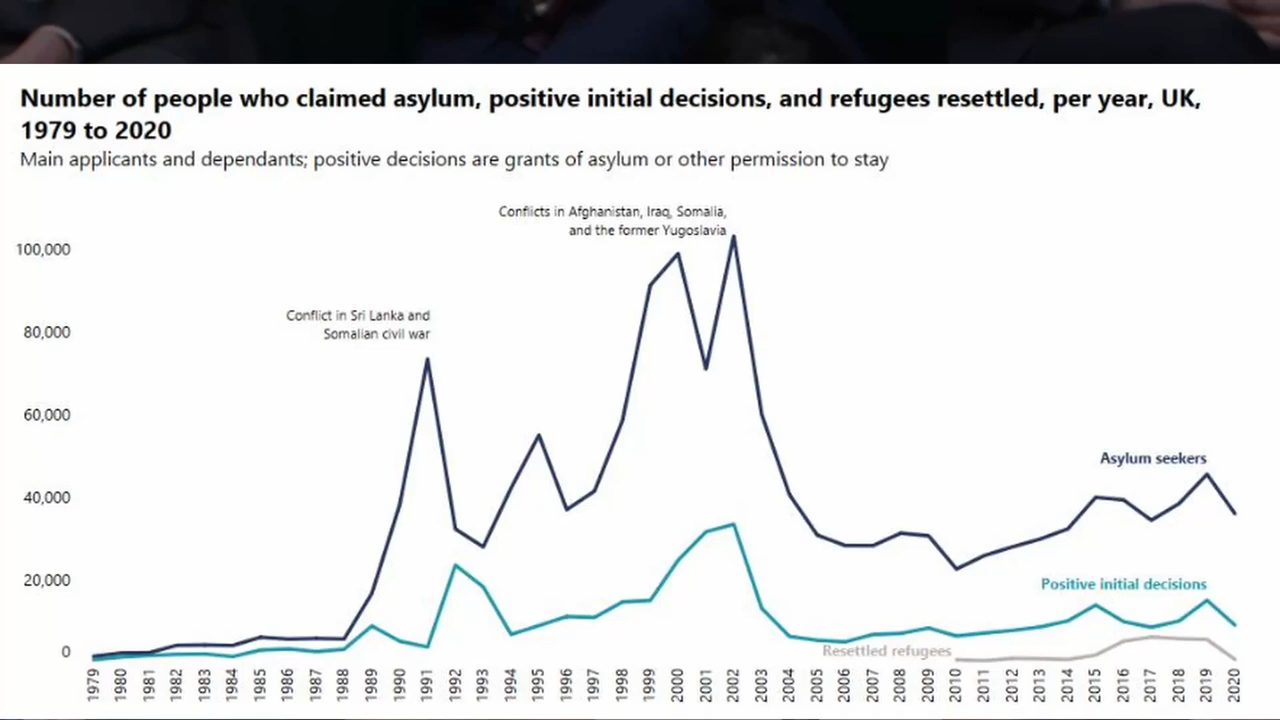 Number of people who claimed asylum, positive initial decisions, and refugees resettled, per year, UK,
1979 to 2020
Main applicants and dependants; positive decisions are grants of asylum or other permission to stay
Conflicts in Afghanistan, Iraq, Somalia,
and the former Yugoslavia
100,000
Conflict in Sri Lanka and
Somalian civil war
80,000
60,000
Asylum seekers
40,000
20,000
Positive initial decisions
Resettled refugees
0
1979 1980 1981 1982 1983 1984 1985 1986 1987 1988 1989 1990 1991 1992 1993 1994 1995 1996 1997 1998 1999 2000 2001 2002 2003 2004 2005 2006 2007 2008 2009 2010 2011 2012 2013 2014 2015 2016 2017 2018 2019 2020